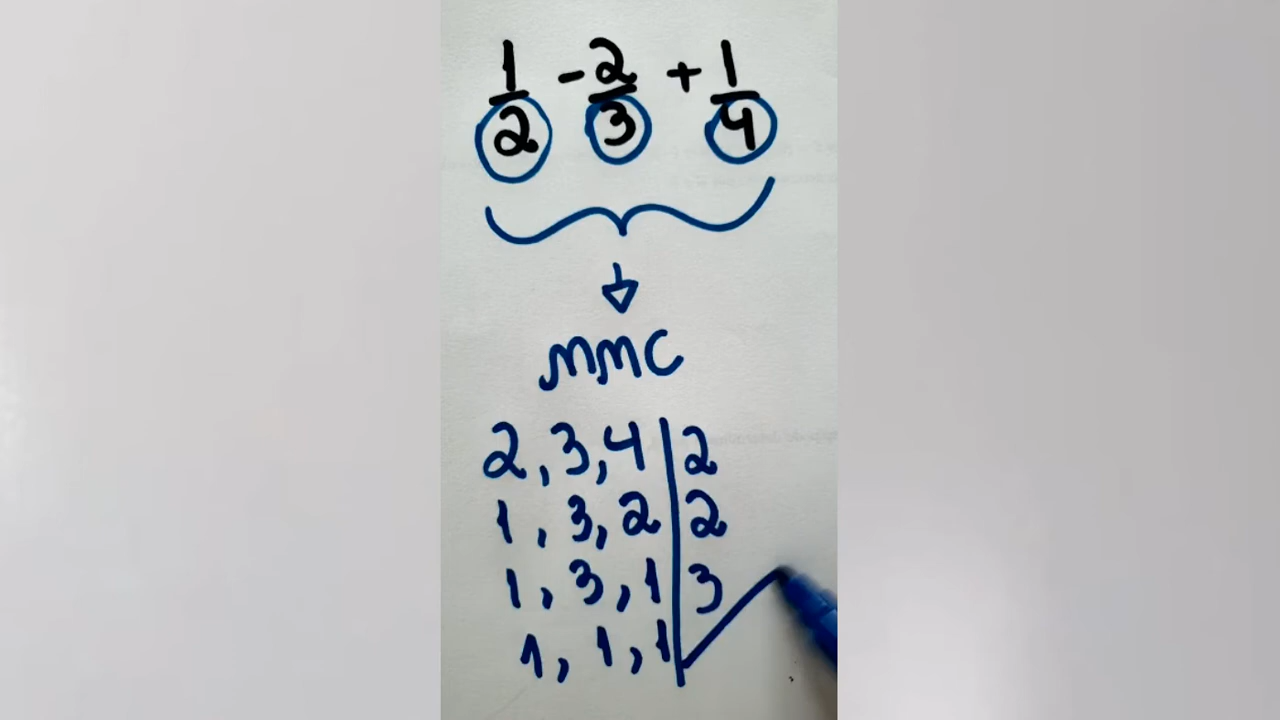 1/2 - 2/3 + 1/4
MMC
2, 3, 4 | 2
1, 3, 2 | 2
1, 3, 1 | 3
1, 1, 1 |